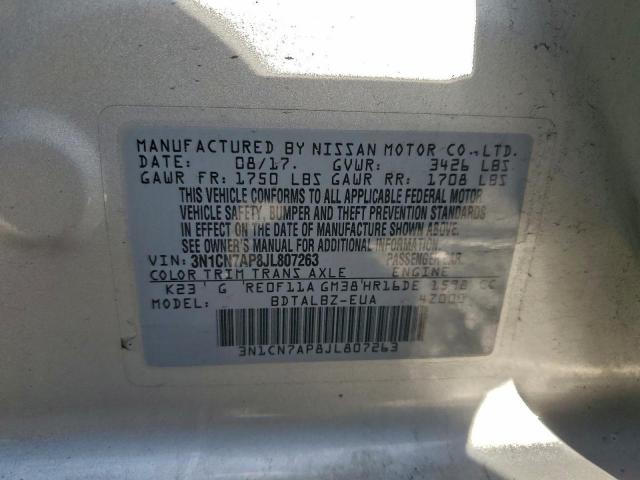 MANUFACTURED BY NISSAN MOTOR CO.,LTD.
DATE: 08/17. GVWR: 3426 LBS
GAWR FR: 1750 LBS GAWR RR: 1708 LBS
THIS VEHICLE CONFORMS TO ALL APPLICABLE FEDERAL MOTOR
VEHICLE SAFETY, BUMPER AND THEFT PREVENTION STANDARDS
IN EFFECT ON THE DATE OF MANUFACTURE SHOWN ABOVE.
SEE OWNER'S MANUAL FOR ADDITIONAL INFORMATION.
VIN: 3N1CN7AP8JL807263 PASSENGER CAR
COLOR TRIM TRANS AXLE ENGINE
K23 G RE0F11A GM38 HR16DE 1598 CC
MODEL: BDTALBZ-EUA 4Z000
3N1CN7AP8JL807263